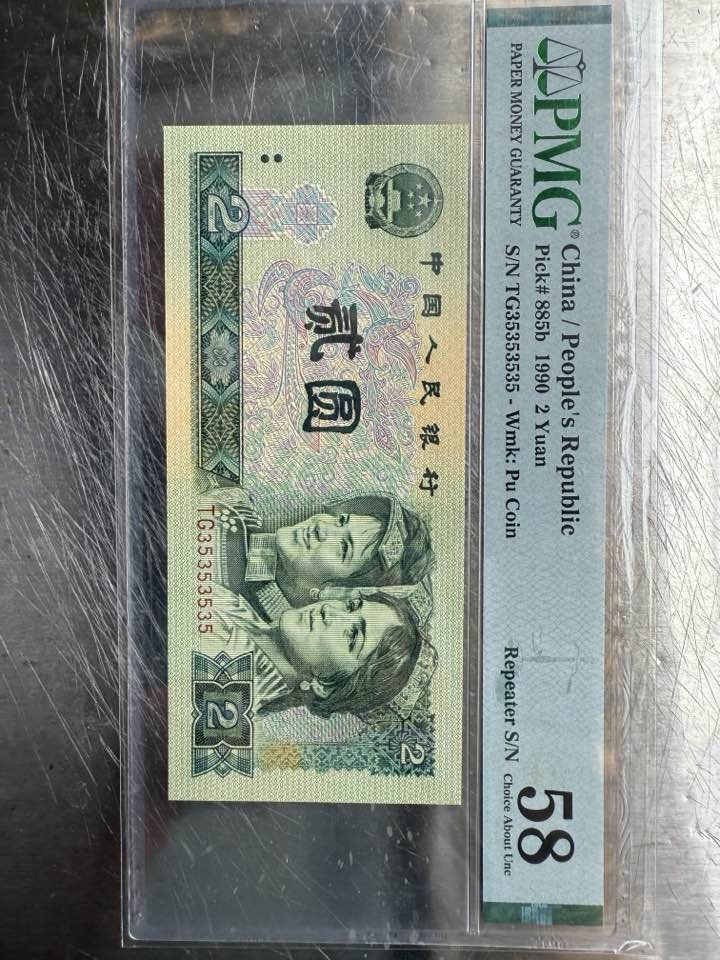 PMG®
PAPER MONEY GUARANTY
China / People's Republic
Pick# 885b 1990 2 Yuan
S/N TG35353535 - Wmk: Pu Coin
Repeater S/N
58
Choice About Unc
中国人民银行
贰圆
2
TG35353535
2
2